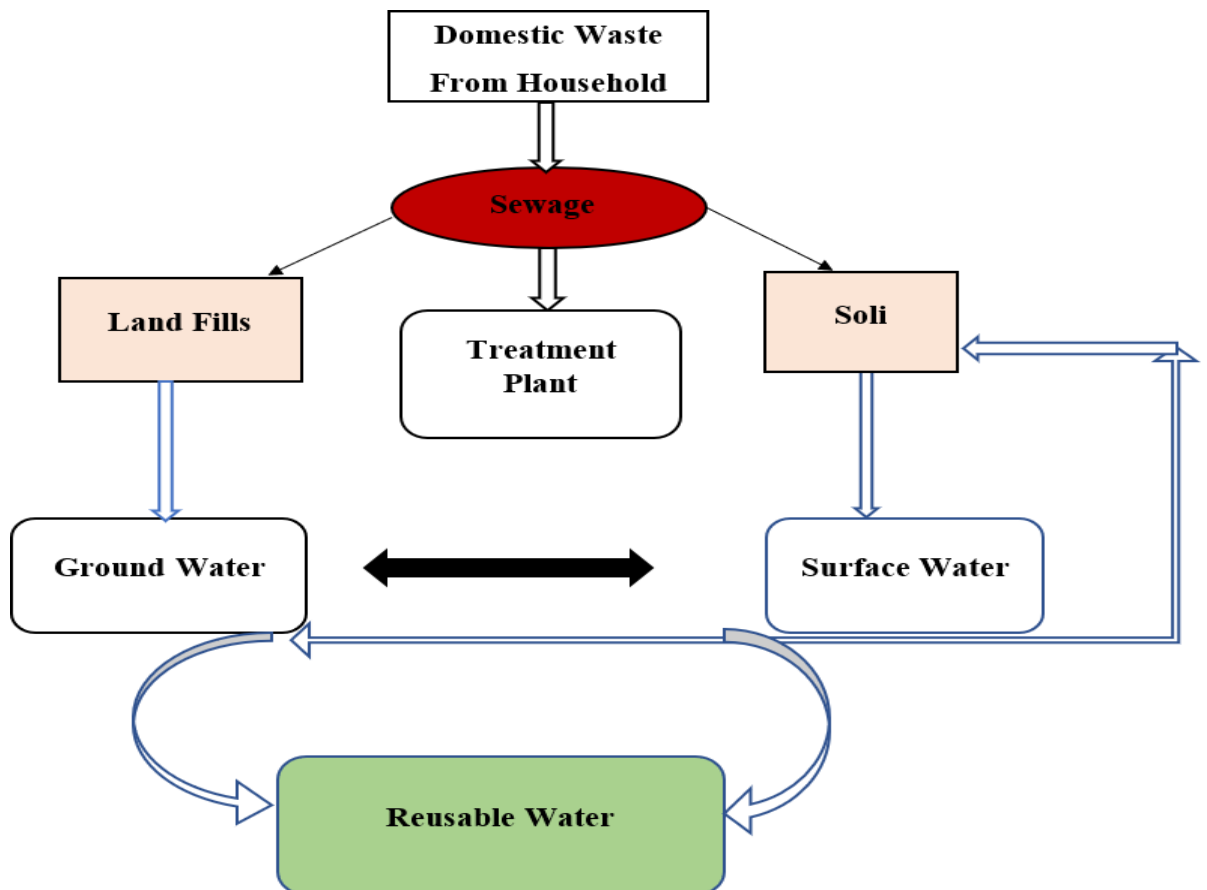 Domestic Waste
From Household
Sewage
Land Fills
Treatment
Plant
Soli
Ground Water
Surface Water
Reusable Water